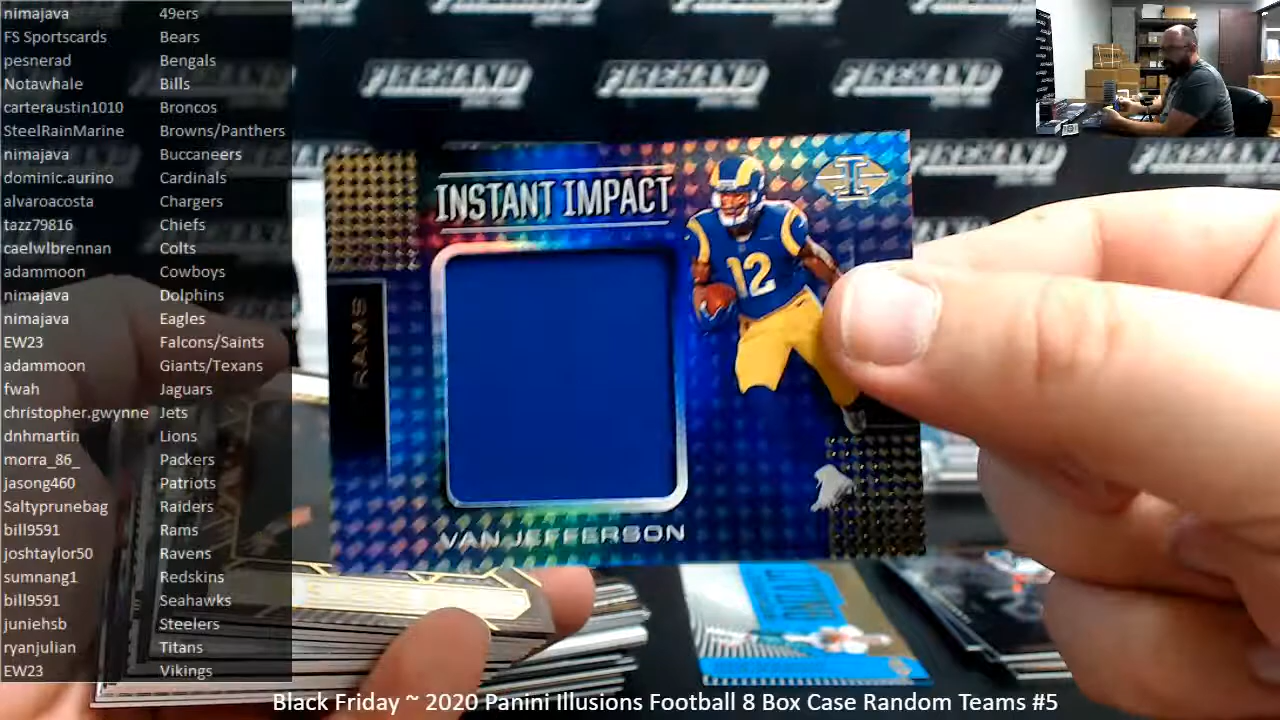 nimajava 49ers
FS Sportscards Bears
pesnerad Bengals
Notawhale Bills
carteraustin1010 Broncos
SteelRainMarine Browns/Panthers
nimajava Buccaneers
dominic.aurino Cardinals
alvaroacosta Chargers
tazz79816 Chiefs
caelwlbrennan Colts
adammoon Cowboys
nimajava Dolphins
nimajava Eagles
EW23 Falcons/Saints
adammoon Giants/Texans
fwah Jaguars
christopher.gwynne Jets
dnhmartin Lions
morra_86_ Packers
jasong460 Patriots
Saltyprunebag Raiders
bill9591 Rams
joshtaylor50 Ravens
sumnang1 Redskins
bill9591 Seahawks
juniehsb Steelers
ryanjulian Titans
EW23 Vikings
FIREHAND FIREHAND FIREHAND
FIREHAND FIREHAND
INSTANT IMPACT
12
RAMS
VAN JEFFERSON
Black Friday ~ 2020 Panini Illusions Football 8 Box Case Random Teams #5